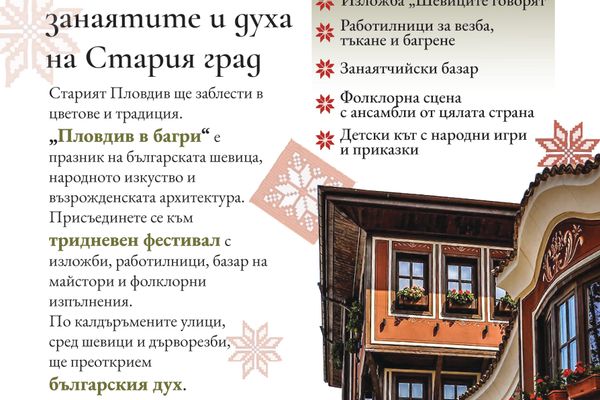 занаятите и духа
на Стария град
Старият Пловдив ще заблести в
цветове и традиция.
„Пловдив в багри“ е
празник на българската шевица,
народното изкуство и
възрожденската архитектура.
Присъединете се към
тридневен фестивал с
изложби, работилници, базар на
майстори и фолклорни
изпълнения.
По калдъръмените улици,
сред шевици и дърворезби,
ще преоткрием
българския дух.
Изложба „Шевиците говорят“
Работилници за везба,
тъкане и багрене
Занаятчийски базар
Фолклорна сцена
с ансамбли от цялата страна
Детски кът с народни игри
и приказки